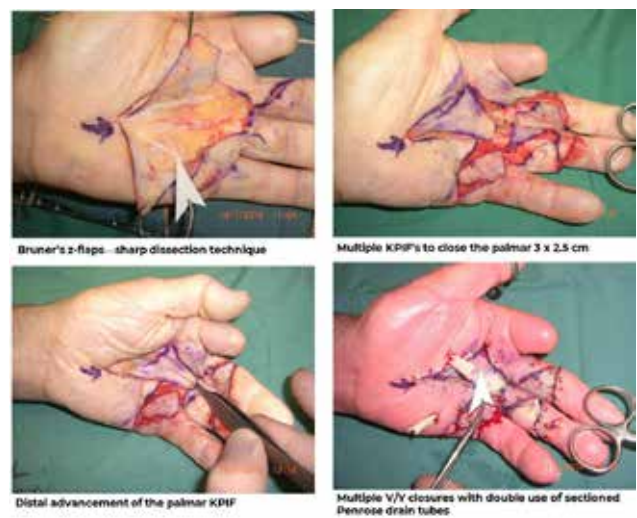 Bruner's z-flaps - sharp dissection technique
Multiple KPIF's to close the palmar 3 x 2.5 cm
Distal advancement of the palmar KPIF
Multiple V/Y closures with double use of sectioned
Penrose drain tubes